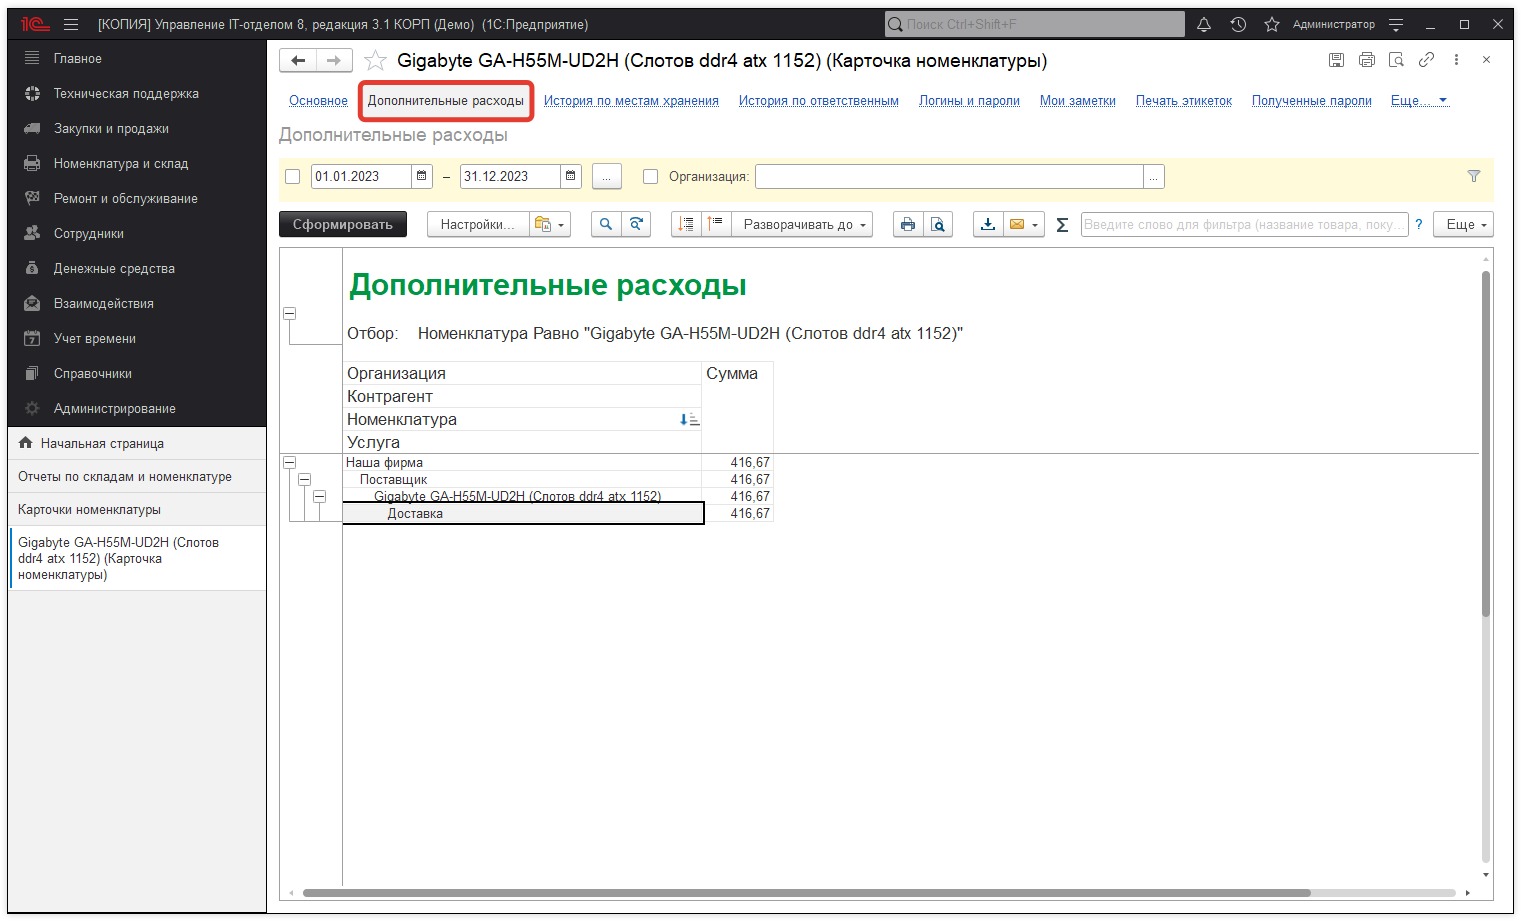 1С [КОПИЯ] Управление IT-отделом 8, редакция 3.1 КОРП (Демо) (1С:Предприятие) Поиск Ctrl+Shift+F Администратор
Главное
Техническая поддержка
Закупки и продажи
Номенклатура и склад
Ремонт и обслуживание
Сотрудники
Денежные средства
Взаимодействия
7 Учет времени
Справочники
Администрирование
Начальная страница
Отчеты по складам и номенклатуре
Карточки номенклатуры
Gigabyte GA-H55M-UD2H (Слотов
ddr4 atx 1152) (Карточка
номенклатуры)
Gigabyte GA-H55M-UD2H (Слотов ddr4 atx 1152) (Карточка номенклатуры)
Основное Дополнительные расходы История по местам хранения История по ответственным Логины и пароли Мои заметки Печать этикеток Полученные пароли Еще...
Дополнительные расходы
01.01.2023 – 31.12.2023 ... Организация: ...
Сформировать Настройки... Разворачивать до Σ Введите слово для фильтра (название товара, поку... ? Еще
Дополнительные расходы
Отбор: Номенклатура Равно "Gigabyte GA-H55M-UD2H (Слотов ddr4 atx 1152)"
Организация Сумма
Контрагент
Номенклатура
Услуга
Наша фирма 416,67
Поставщик 416,67
Gigabyte GA-H55M-UD2H (Слотов ddr4 atx 1152) 416,67
Доставка 416,67